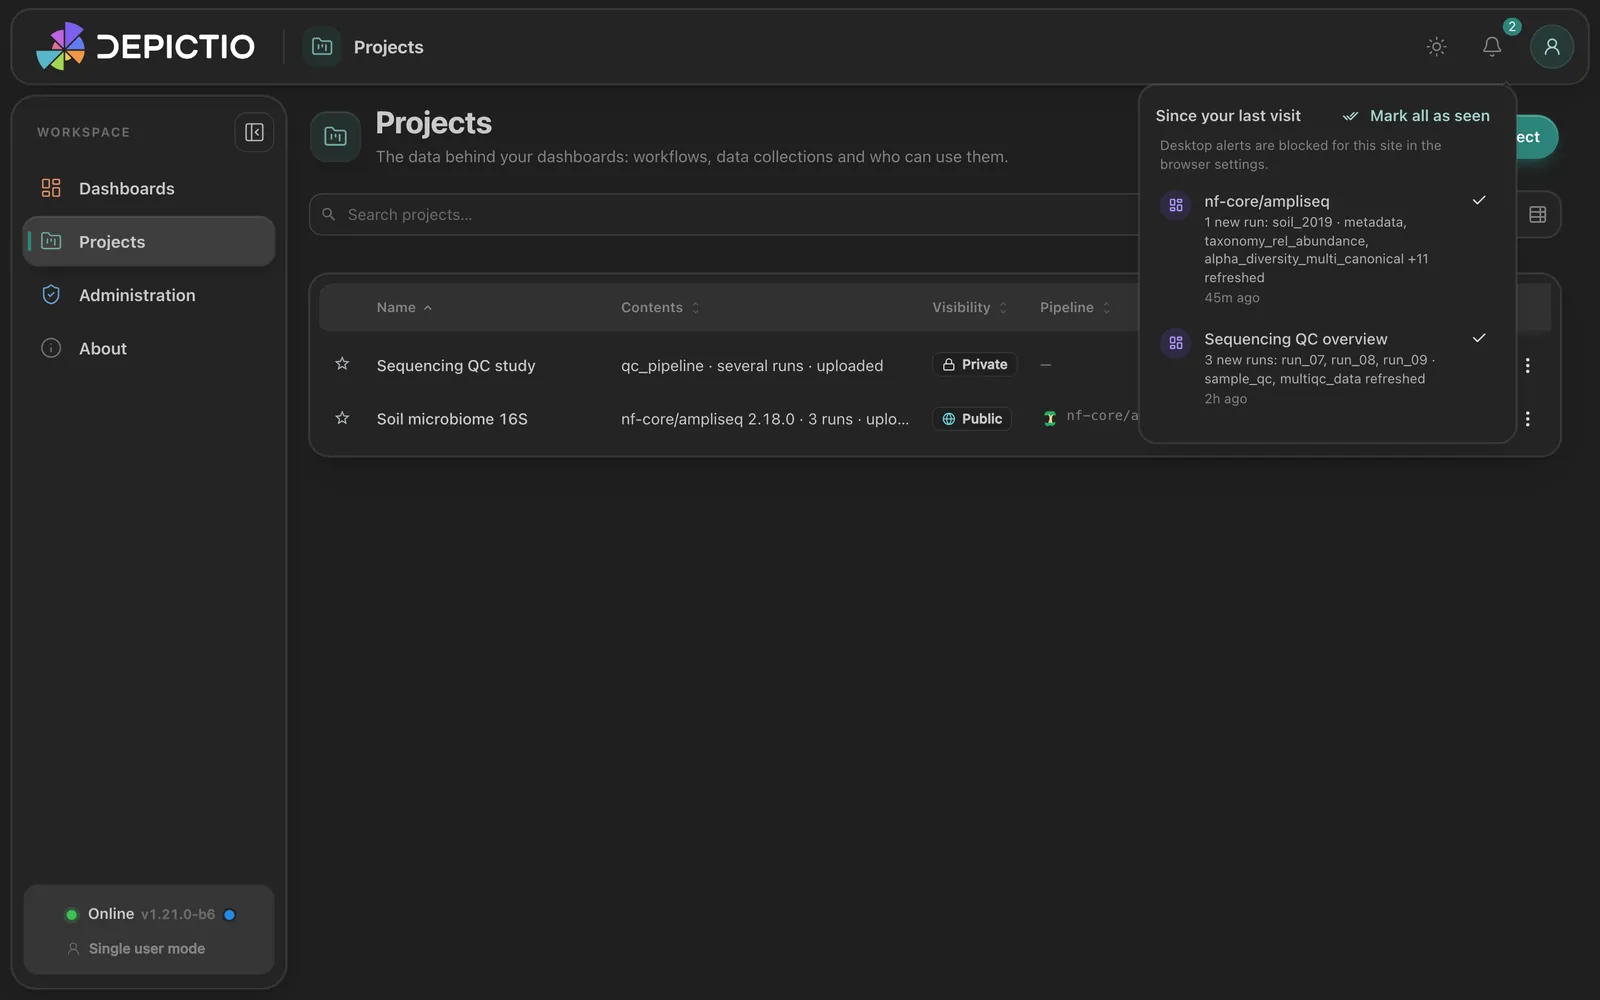 DEPICTIO
Projects
2
WORKSPACE
Dashboards
Projects
Administration
About
Online v1.21.0-b6
Single user mode
Projects
The data behind your dashboards: workflows, data collections and who can use them.
ect
Search projects...
Name
Contents
Visibility
Pipeline
Sequencing QC study
qc_pipeline · several runs · uploaded
Private
—
Soil microbiome 16S
nf-core/ampliseq 2.18.0 · 3 runs · uplo...
Public
nf-core/a
Since your last visit
Mark all as seen
Desktop alerts are blocked for this site in the
browser settings.
nf-core/ampliseq
1 new run: soil_2019 · metadata,
taxonomy_rel_abundance,
alpha_diversity_multi_canonical +11
refreshed
45m ago
Sequencing QC overview
3 new runs: run_07, run_08, run_09 ·
sample_qc, multiqc_data refreshed
2h ago